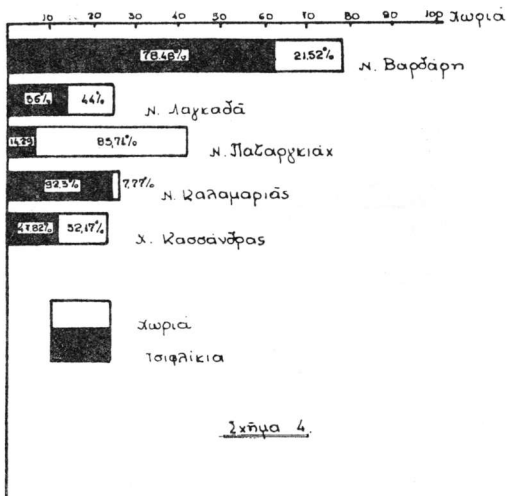 10 20 30 40 50 60 70 80 90 100 Χωριά
78.48% 21,52% Ν. Βαρδάρη
56% 44% Ν. Λαγκαδά
14,29 85,71% Ν. Παζαργκιάχ
92.3% 7,77% Ν. Καλαμαριάς
47.82% 52,17% Χ. Κασσάνδρας
Χωριά
Τσιφλίκια
Σχήμα 4.